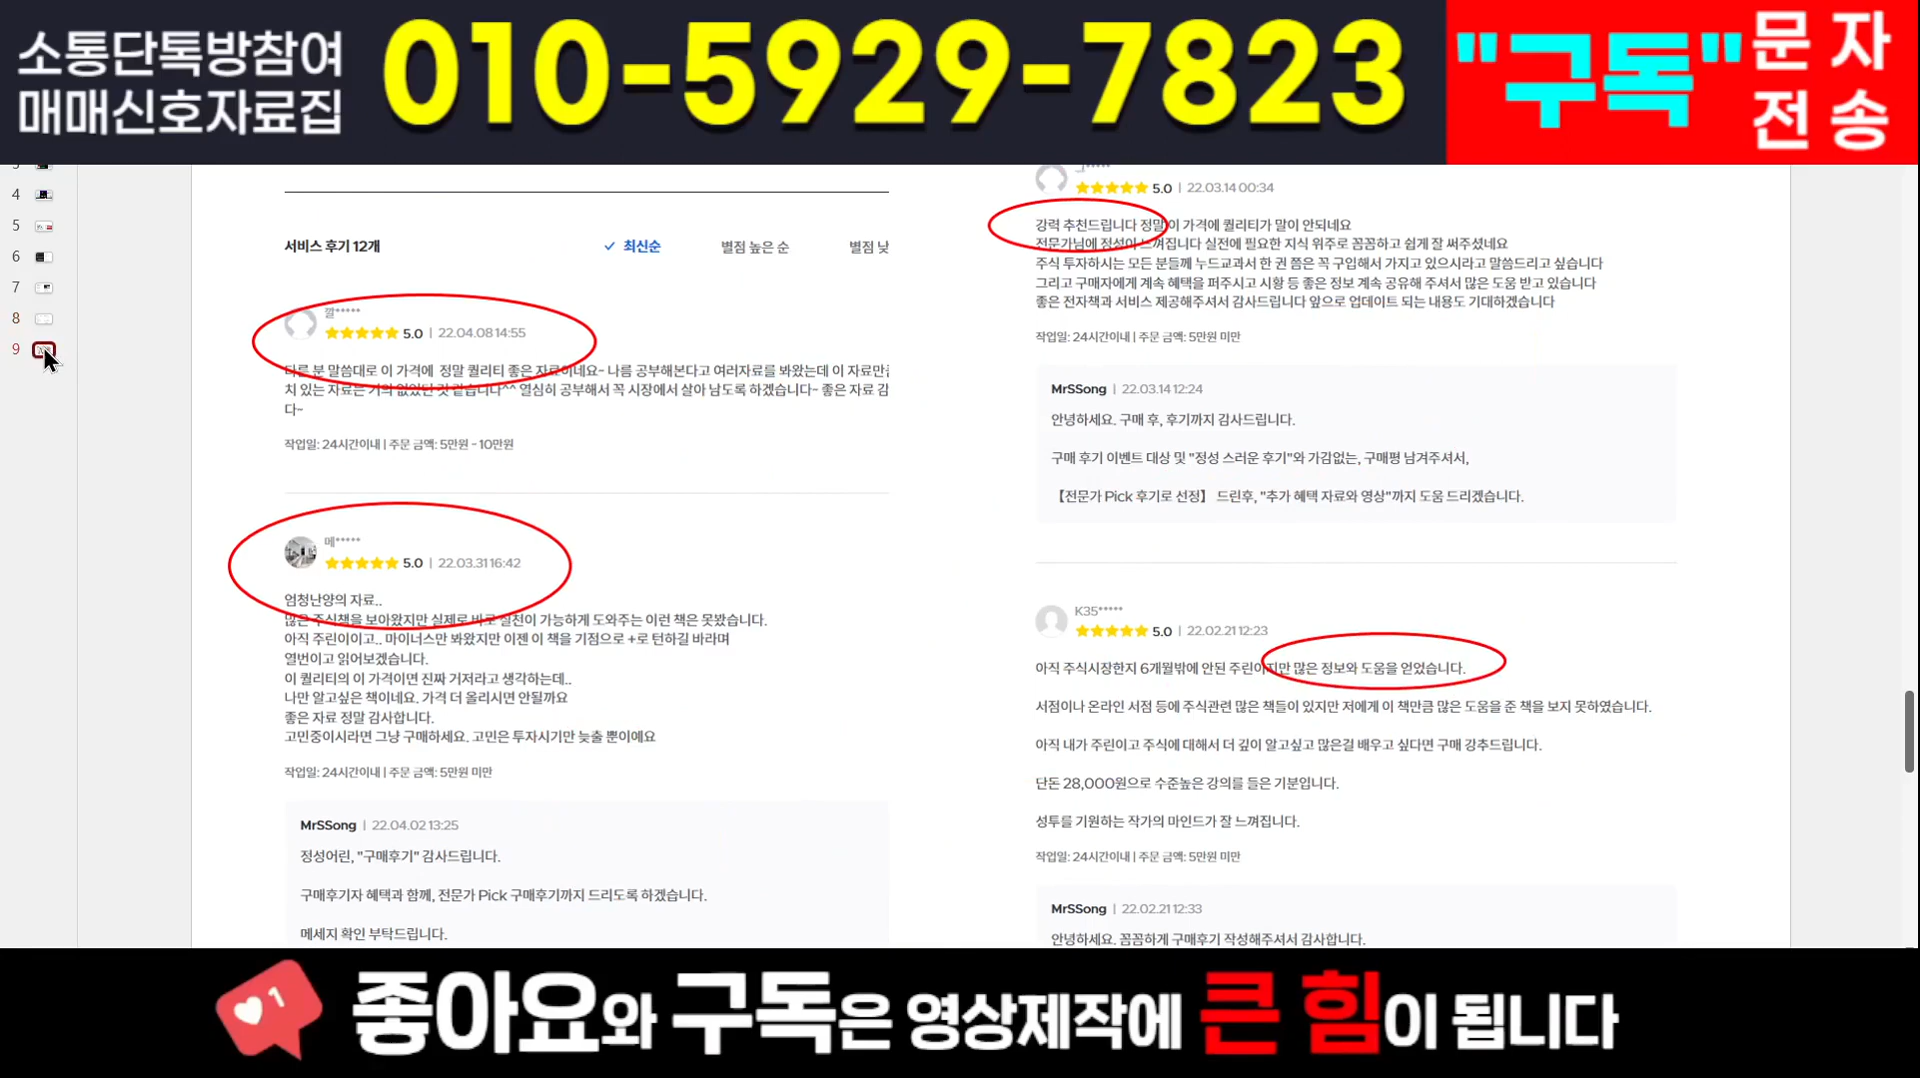 소통단톡방참여
매매신호자료집
010-5929-7823
"구독"
문자
전송
4
5
6
7
8
9
서비스 후기 12개
✓ 최신순
별점 높은 순
별점 낮
깔*****
★★★★★ 5.0 | 22.04.08 14:55
다른 분 말씀대로 이 가격에 정말 퀄리티 좋은 자료이네요~ 나름 공부해본다고 여러자료를 봐왔는데 이 자료만큼
치 있는 자료는 거의 없었던 것 같습니다^^ 열심히 공부해서 꼭 시장에서 살아 남도록 하겠습니다~ 좋은 자료 감
다~
작업일: 24시간이내 | 주문 금액: 5만원 ~ 10만원
메*****
★★★★★ 5.0 | 22.03.31 16:42
엄청난양의 자료..
많은 주식책을 보아왔지만 실제로 바로 실천이 가능하게 도와주는 이런 책은 못봤습니다.
아직 주린이이고.. 마이너스만 봐왔지만 이젠 이 책을 기점으로 +로 턴하길 바라며
열번이고 읽어보겠습니다.
이 퀄리티의 이 가격이면 진짜 거저라고 생각하는데..
나만 알고싶은 책이네요. 가격 더 올리시면 안될까요
좋은 자료 정말 감사합니다.
고민중이시라면 그냥 구매하세요. 고민은 투자시기만 늦출 뿐이예요
작업일: 24시간이내 | 주문 금액: 5만원 미만
MrSSong | 22.04.02 13:25
정성어린, "구매후기" 감사드립니다.
구매후기자 혜택과 함께, 전문가 Pick 구매후기까지 드리도록 하겠습니다.
메세지 확인 부탁드립니다.
★★★★★ 5.0 | 22.03.14 00:34
강력 추천드립니다 정말 이 가격에 퀄리티가 말이 안되네요
전문가님에 정성이 느껴집니다 실전에 필요한 지식 위주로 꼼꼼하고 쉽게 잘 써주셨네요
주식 투자하시는 모든 분들께 누드교과서 한 권 쯤은 꼭 구입해서 가지고 있으시라고 말씀드리고 싶습니다
그리고 구매자에게 계속 혜택을 퍼주시고 시황 등 좋은 정보 계속 공유해 주셔서 많은 도움 받고 있습니다
좋은 전자책과 서비스 제공해주셔서 감사드립니다 앞으로 업데이트 되는 내용도 기대하겠습니다
작업일: 24시간이내 | 주문 금액: 5만원 미만
MrSSong | 22.03.14 12:24
안녕하세요. 구매 후, 후기까지 감사드립니다.
구매 후기 이벤트 대상 및 "정성 스러운 후기"와 가감없는, 구매평 남겨주셔서,
【전문가 Pick 후기로 선정】 드린후, "추가 혜택 자료와 영상"까지 도움 드리겠습니다.
K35*****
★★★★★ 5.0 | 22.02.21 12:23
아직 주식시장한지 6개월밖에 안된 주린이지만 많은 정보와 도움을 얻었습니다.
서점이나 온라인 서점 등에 주식관련 많은 책들이 있지만 저에게 이 책만큼 많은 도움을 준 책을 보지 못하였습니다.
아직 내가 주린이고 주식에 대해서 더 깊이 알고싶고 많은걸 배우고 싶다면 구매 강추드립니다.
단돈 28,000원으로 수준높은 강의를 들은 기분입니다.
성투를 기원하는 작가의 마인드가 잘 느껴집니다.
작업일: 24시간이내 | 주문 금액: 5만원 미만
MrSSong | 22.02.21 12:33
안녕하세요. 꼼꼼하게 구매후기 작성해주셔서 감사합니다.
1
좋아요와 구독은 영상제작에 큰 힘이 됩니다